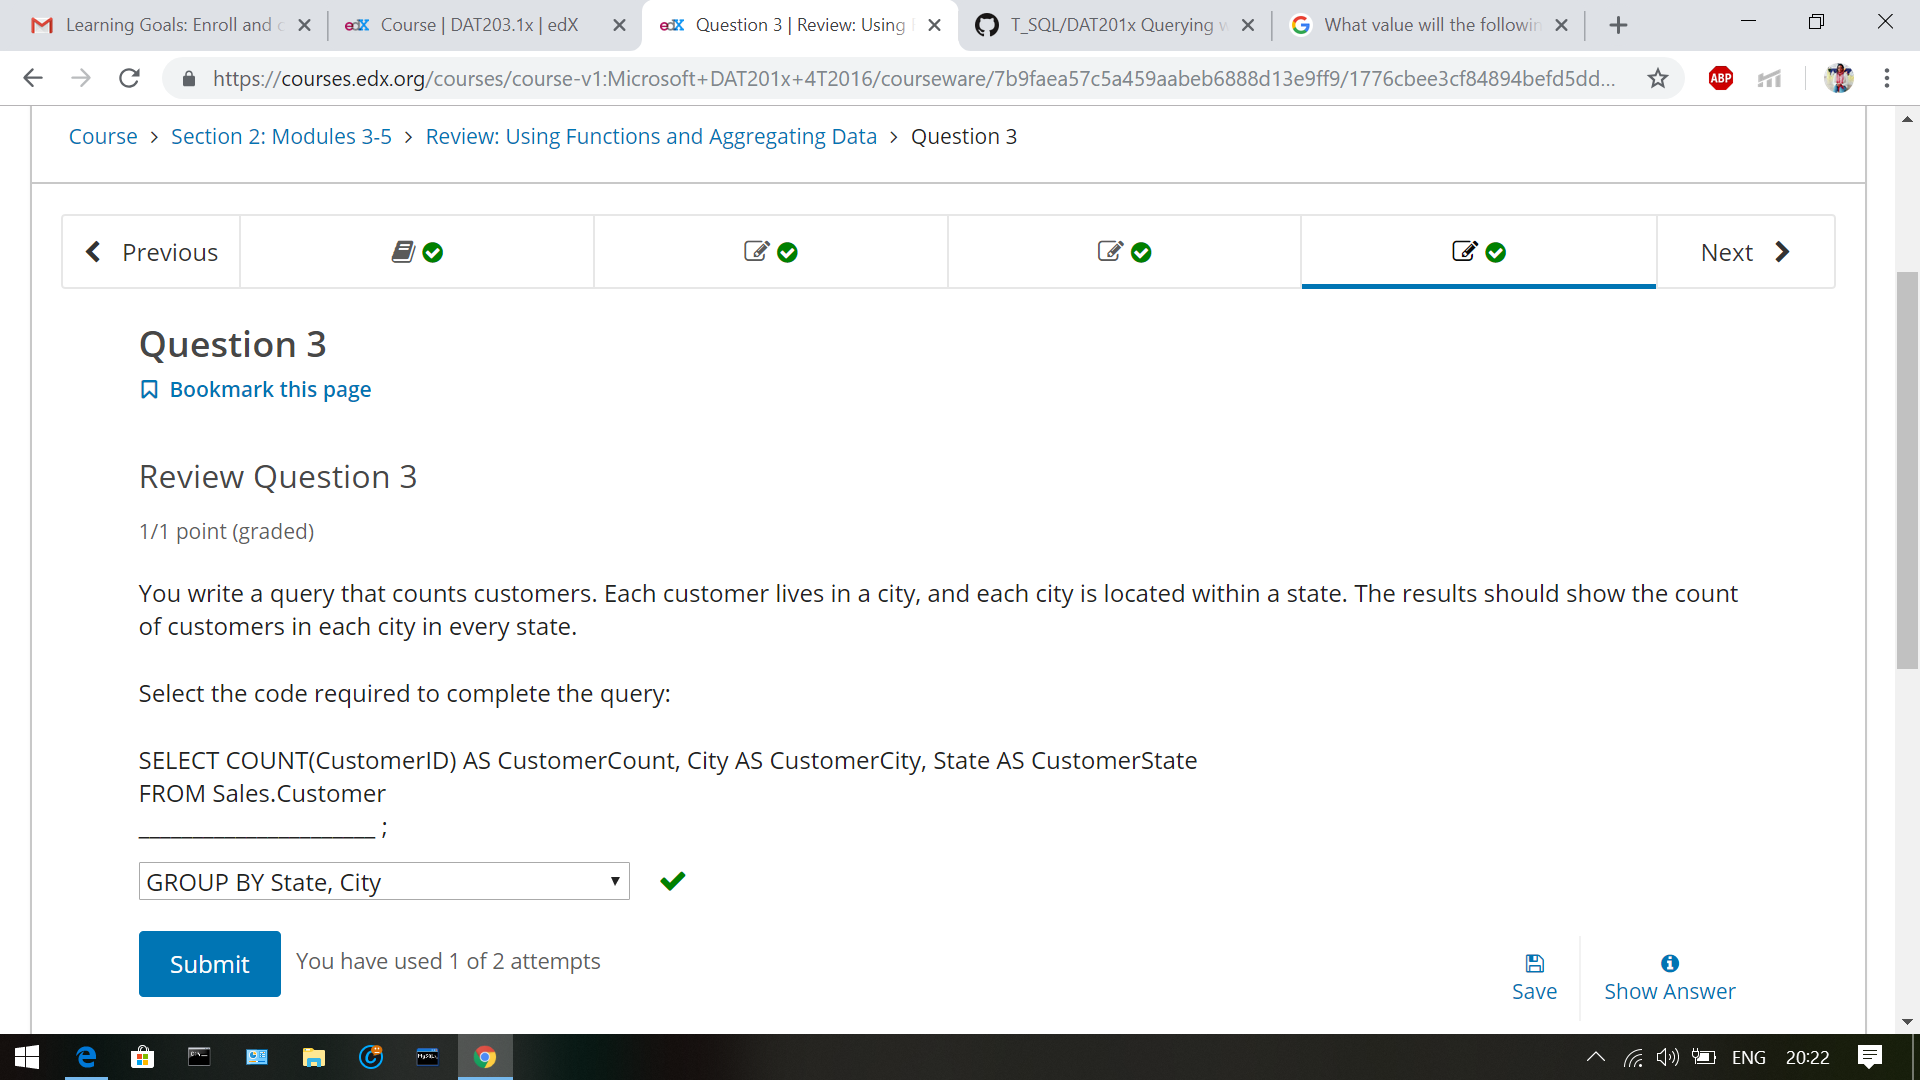 Learning Goals: Enroll and
edX Course | DAT203.1x | edX
edX Question 3 | Review: Using
T_SQL/DAT201x Querying
G What value will the followin
https://courses.edx.org/courses/course-v1:Microsoft+DAT201x+4T2016/courseware/7b9faea57c5a459aabeb6888d13e9ff9/1776cbee3cf84894befd5dd...
ABP
Course > Section 2: Modules 3-5 > Review: Using Functions and Aggregating Data > Question 3
Previous
Next
Question 3
Bookmark this page
Review Question 3
1/1 point (graded)
You write a query that counts customers. Each customer lives in a city, and each city is located within a state. The results should show the count
of customers in each city in every state.
Select the code required to complete the query:
SELECT COUNT(CustomerID) AS CustomerCount, City AS CustomerCity, State AS CustomerState
FROM Sales.Customer
______________________ ;
GROUP BY State, City
Submit
You have used 1 of 2 attempts
Save
Show Answer
ENG
20:22